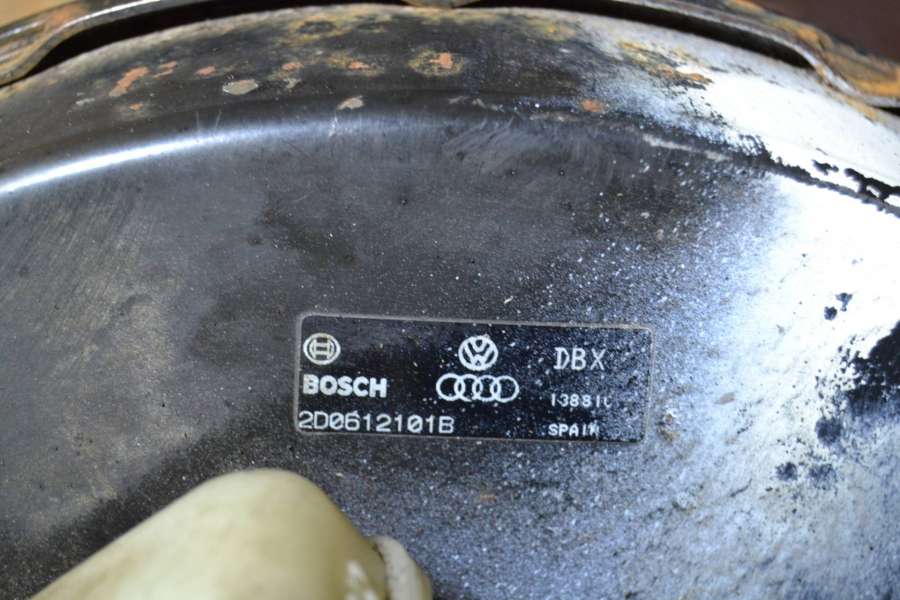 DBX
BOSCH
2D0612101B
SPAIN